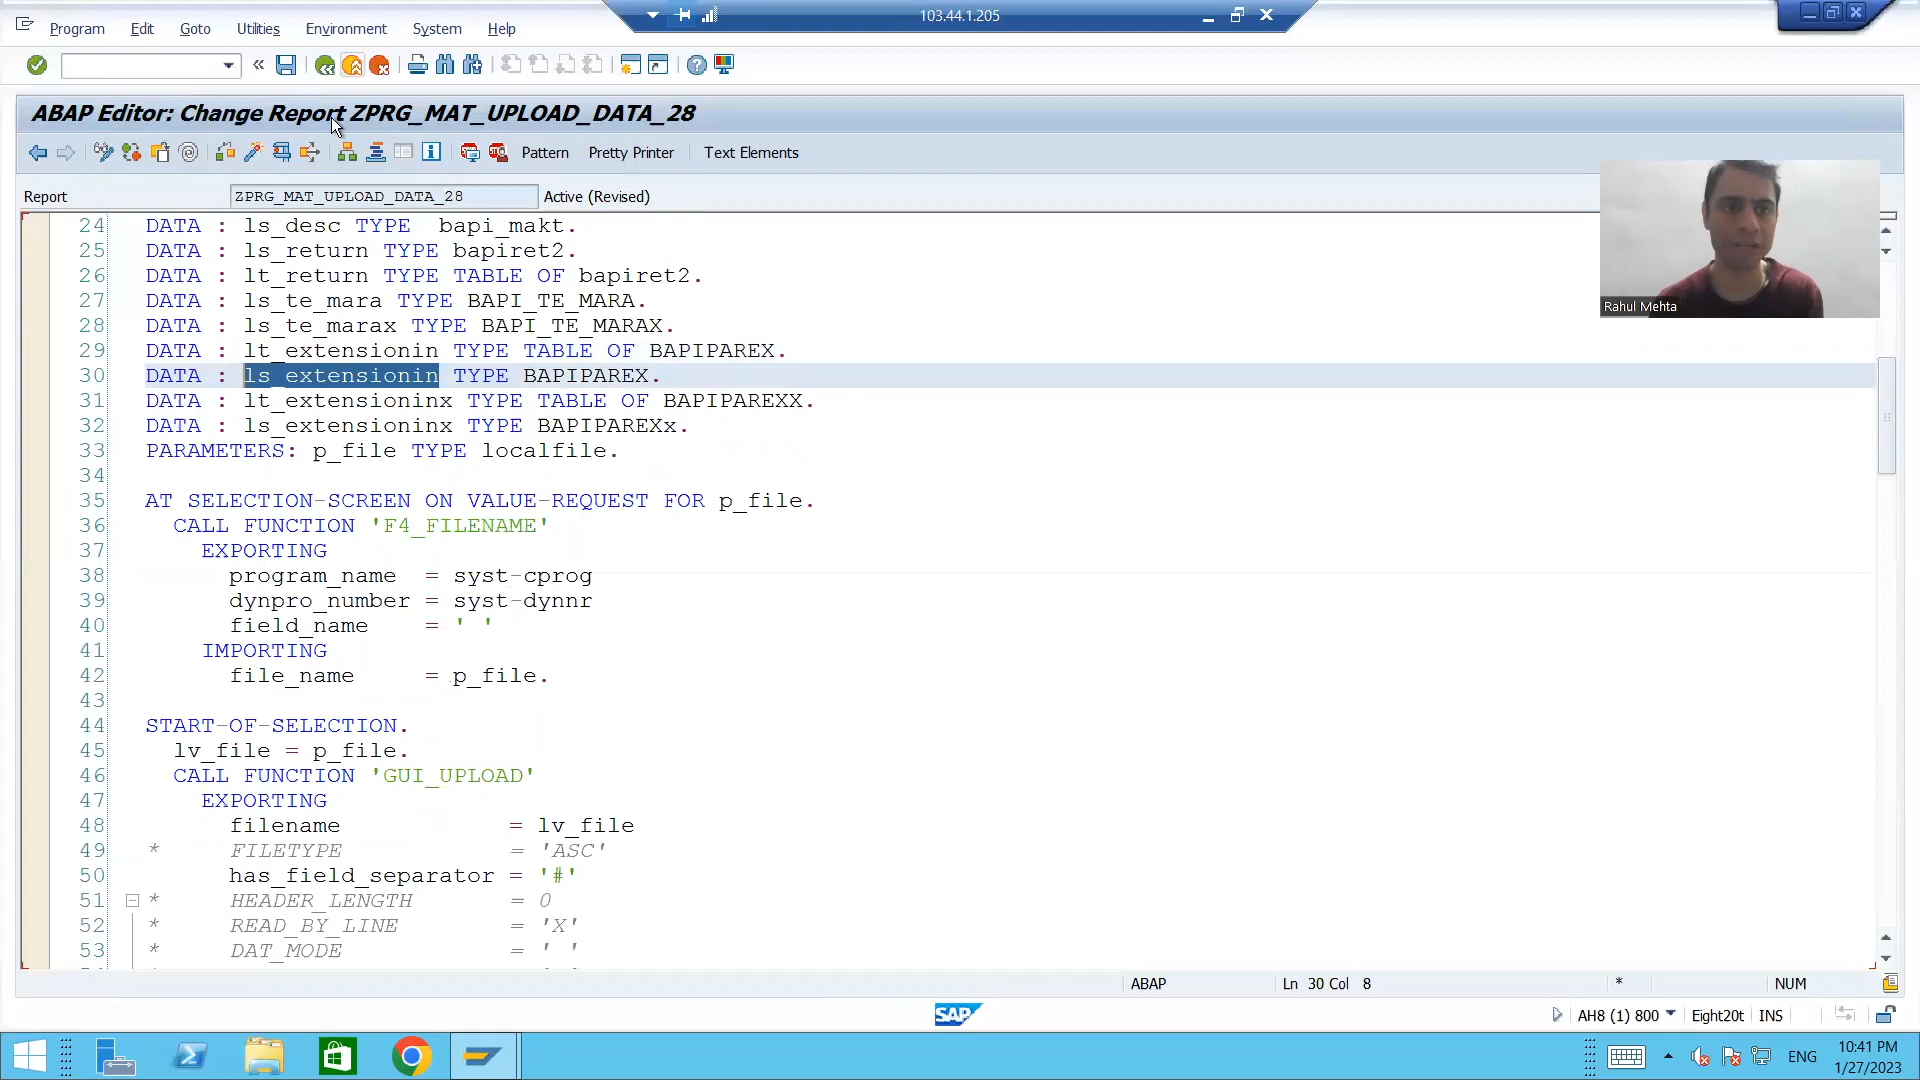 103.44.1.205
Program Edit Goto Utilities Environment System Help
ABAP Editor: Change Report ZPRG_MAT_UPLOAD_DATA_28
Pattern Pretty Printer Text Elements
Report ZPRG_MAT_UPLOAD_DATA_28 Active (Revised)
24 DATA : ls_desc TYPE  bapi_makt.
25 DATA : ls_return TYPE bapiret2.
26 DATA : lt_return TYPE TABLE OF bapiret2.
27 DATA : ls_te_mara TYPE BAPI_TE_MARA.
28 DATA : ls_te_marax TYPE BAPI_TE_MARAX.
29 DATA : lt_extensionin TYPE TABLE OF BAPIPAREX.
30 DATA : ls_extensionin TYPE BAPIPAREX.
31 DATA : lt_extensioninx TYPE TABLE OF BAPIPAREXX.
32 DATA : ls_extensioninx TYPE BAPIPAREXx.
33 PARAMETERS: p_file TYPE localfile.
34
35 AT SELECTION-SCREEN ON VALUE-REQUEST FOR p_file.
36 CALL FUNCTION 'F4_FILENAME'
37 EXPORTING
38 program_name  = syst-cprog
39 dynpro_number = syst-dynnr
40 field_name    = ' '
41 IMPORTING
42 file_name     = p_file.
43
44 START-OF-SELECTION.
45 lv_file = p_file.
46 CALL FUNCTION 'GUI_UPLOAD'
47 EXPORTING
48 filename            = lv_file
49 * FILETYPE            = 'ASC'
50 has_field_separator = '#'
51 * HEADER_LENGTH       = 0
52 * READ_BY_LINE        = 'X'
53 * DAT_MODE            = ' '
Rahul Mehta
ABAP Ln 30 Col 8 * NUM
SAP
AH8 (1) 800 Eight20t INS
ENG
10:41 PM
1/27/2023